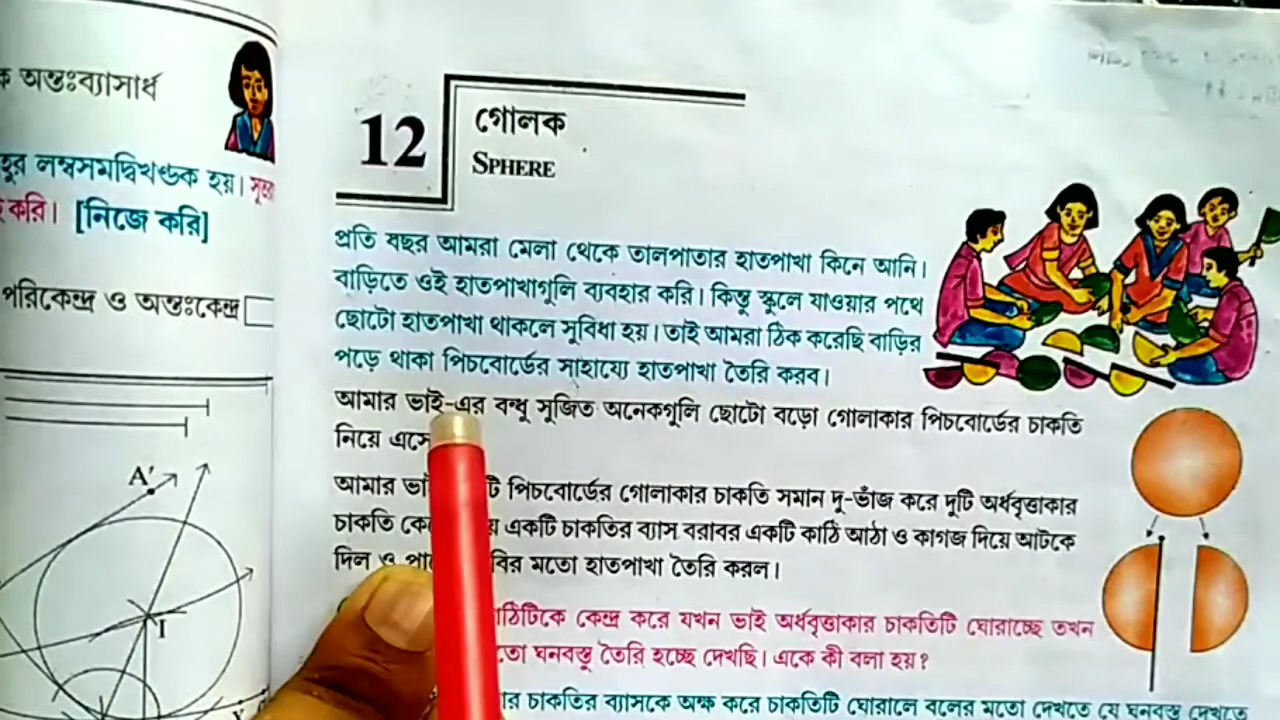 অন্তঃব্যাসার্ধ
লম্বসমদ্বিখণ্ডক হয়।
করি। [নিজে করি]
পরিকেন্দ্র ও অন্তঃকেন্দ্র
A′
I
12
গোলক
SPHERE
প্রতি বছর আমরা মেলা থেকে তালপাতার হাতপাখা কিনে আনি।
বাড়িতে ওই হাতপাখাগুলি ব্যবহার করি। কিন্তু স্কুলে যাওয়ার পথে
ছোটো হাতপাখা থাকলে সুবিধা হয়। তাই আমরা ঠিক করেছি বাড়ির
পড়ে থাকা পিচবোর্ডের সাহায্যে হাতপাখা তৈরি করব।
আমার ভাই-এর বন্ধু সুজিত অনেকগুলি ছোটো বড়ো গোলাকার পিচবোর্ডের চাকতি
নিয়ে
আমার পিচবোর্ডের গোলাকার চাকতি সমান দু-ভাঁজ করে দুটি অর্ধবৃত্তাকার
চাকতি একটি চাকতির ব্যাস বরাবর একটি কাঠি আঠা ও কাগজ দিয়ে আটকে
দিল ও মতো হাতপাখা তৈরি করল।
কেন্দ্র করে যখন ভাই অর্ধবৃত্তাকার চাকতিটি ঘোরাচ্ছে তখন
ঘনবস্তু তৈরি হচ্ছে দেখছি। একে কী বলা হয়?
চাকতির ব্যাসকে অক্ষ করে চাকতিটি ঘোরালে বলের মতো দেখতে যে ঘনবস্তু দেখতে